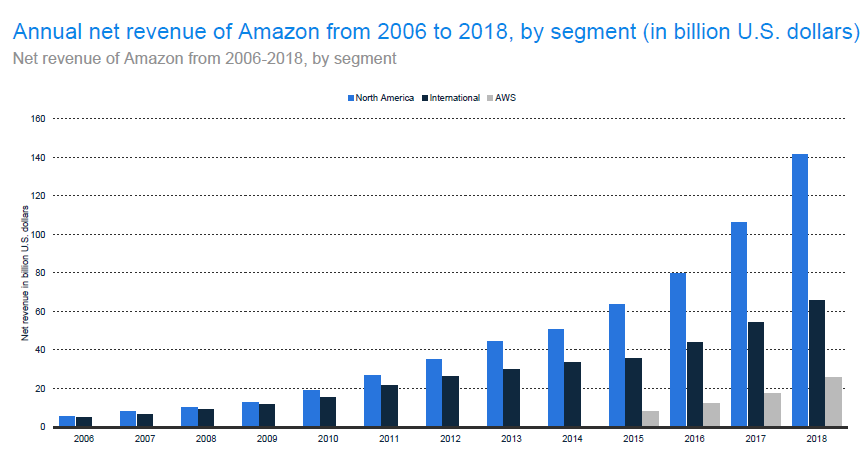 Annual net revenue of Amazon from 2006 to 2018, by segment (in billion U.S. dollars)
Net revenue of Amazon from 2006-2018, by segment
North America International AWS
Net revenue in billion U.S. dollars
160
140
120
100
80
60
40
20
0
2006 2007 2008 2009 2010 2011 2012 2013 2014 2015 2016 2017 2018